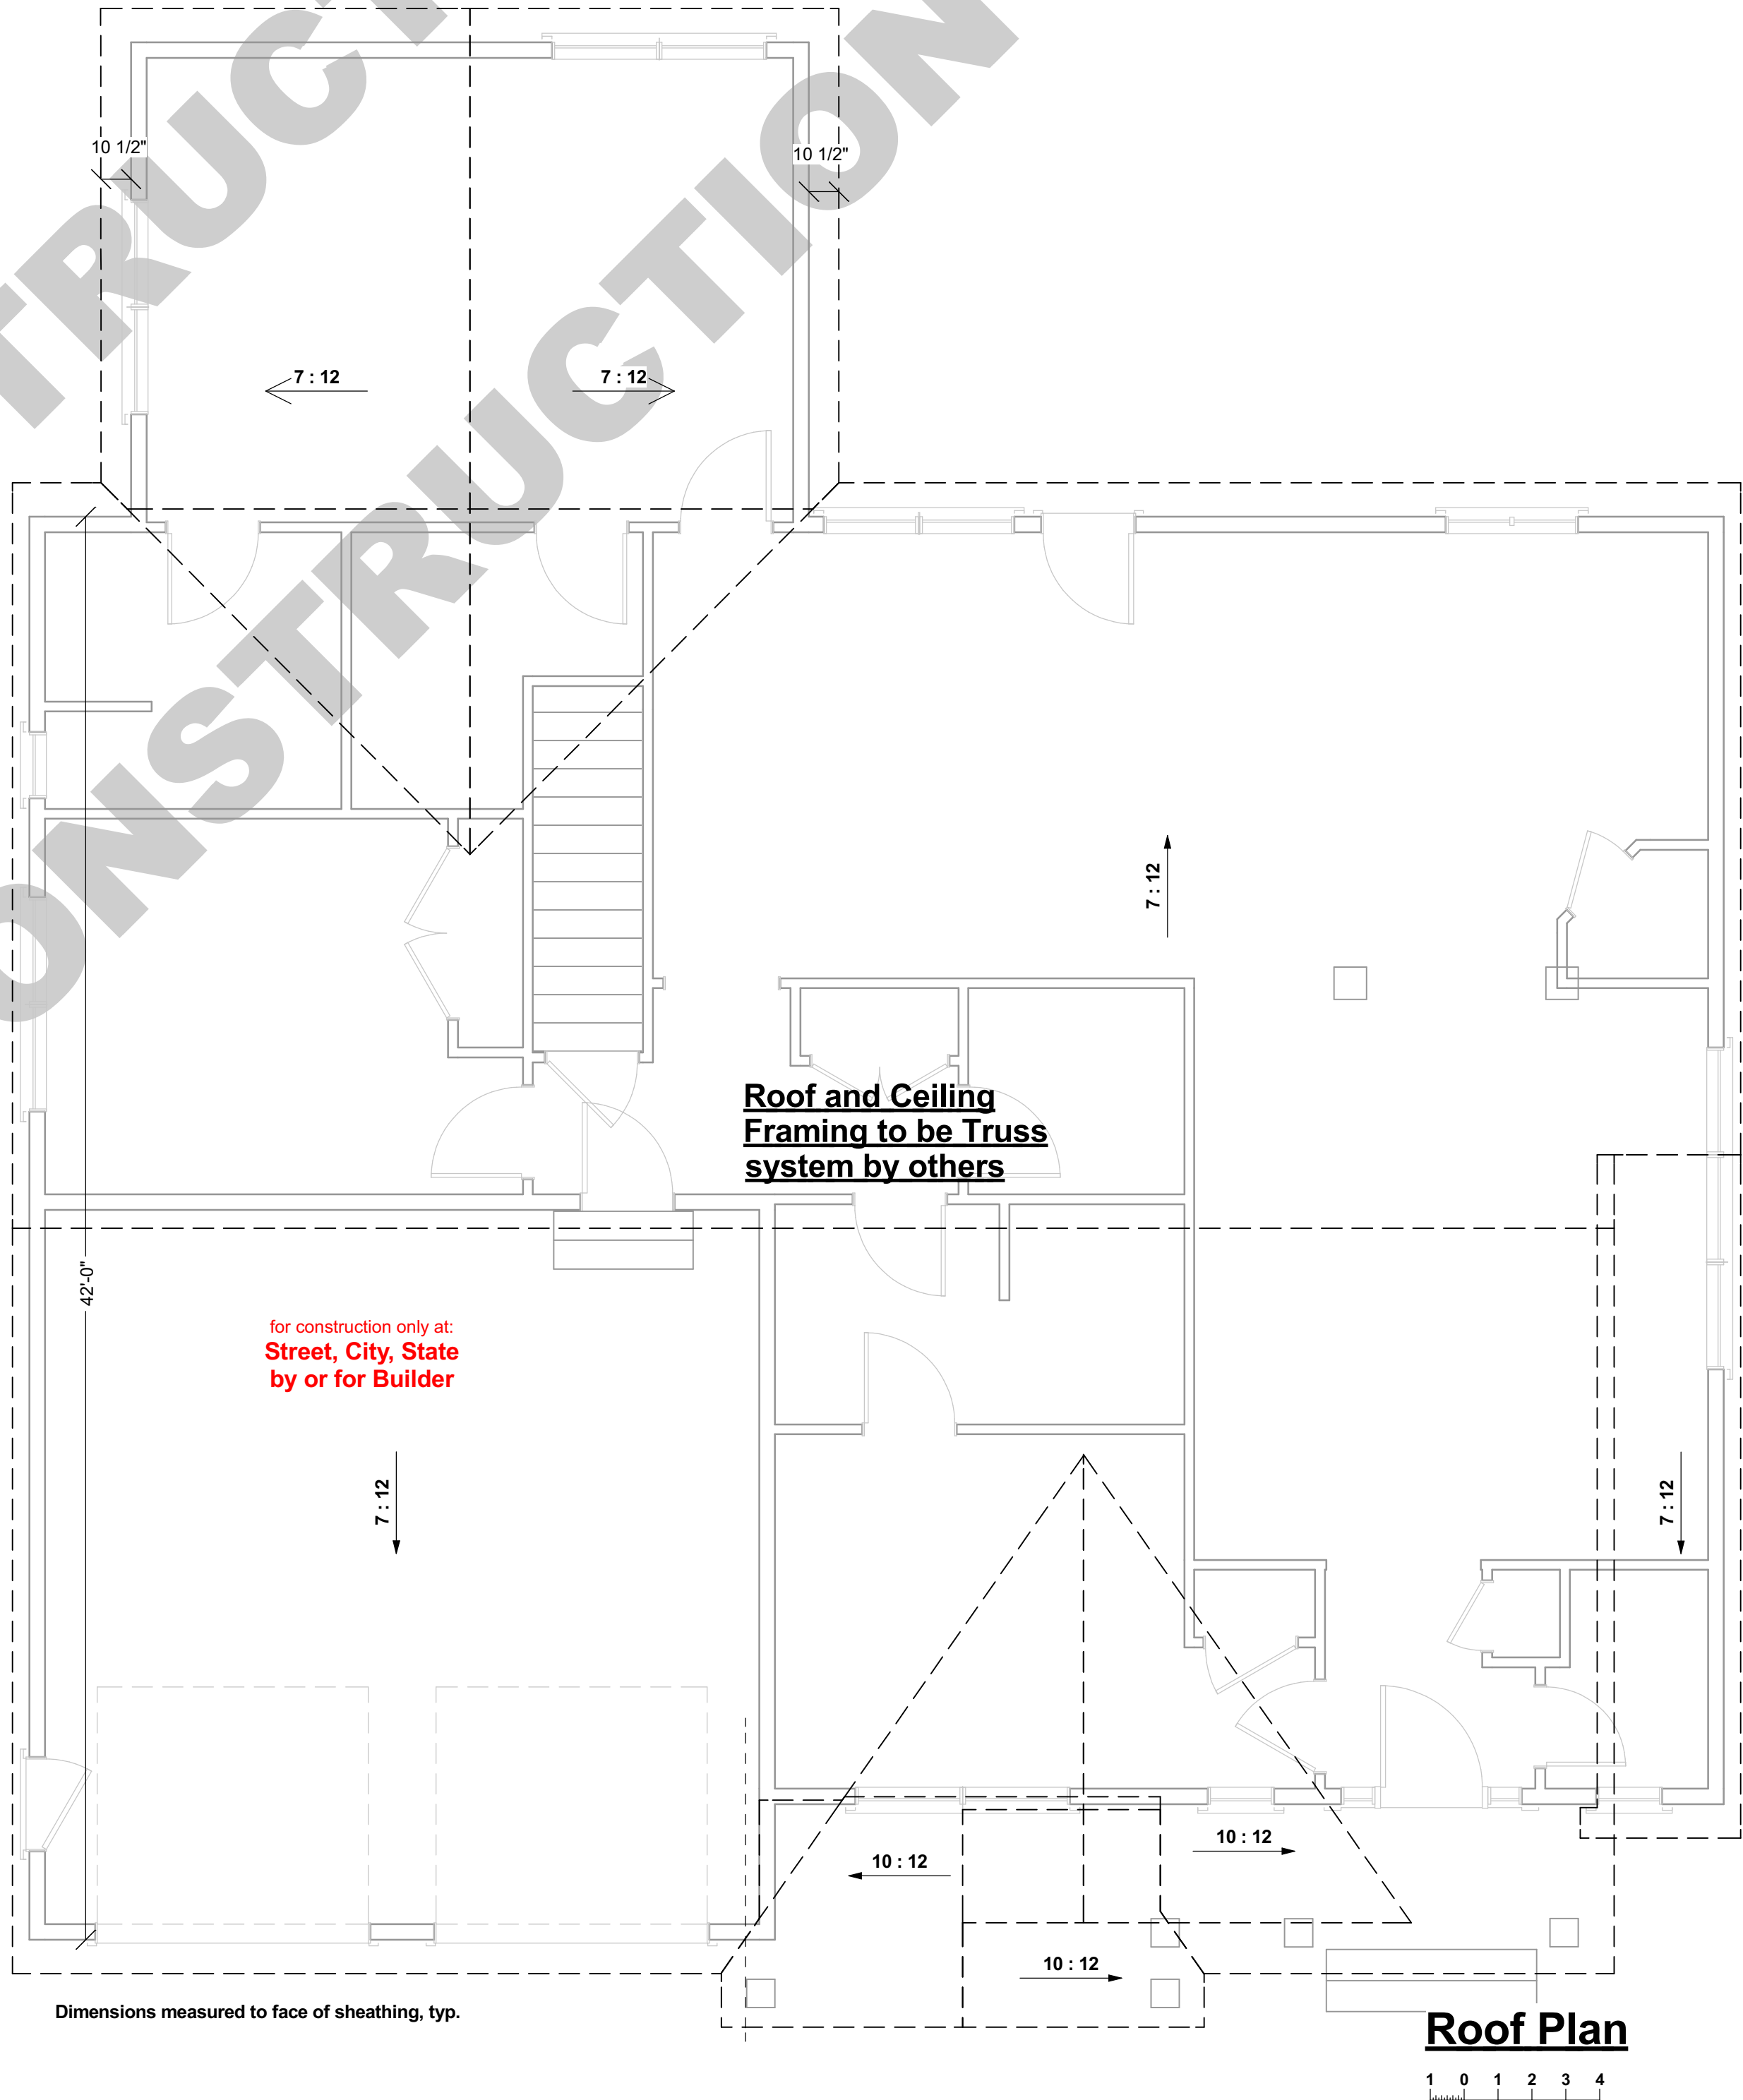 10 1/2"
10 1/2"
7 : 12
7 : 12
7 : 12
Roof and Ceiling
Framing to be Truss
system by others
42'-0"
for construction only at:
Street, City, State
by or for Builder
7 : 12
7 : 12
10 : 12
10 : 12
10 : 12
Dimensions measured to face of sheathing, typ.
Roof Plan
1 0 1 2 3 4
TRUCT
ONSTRUCTION